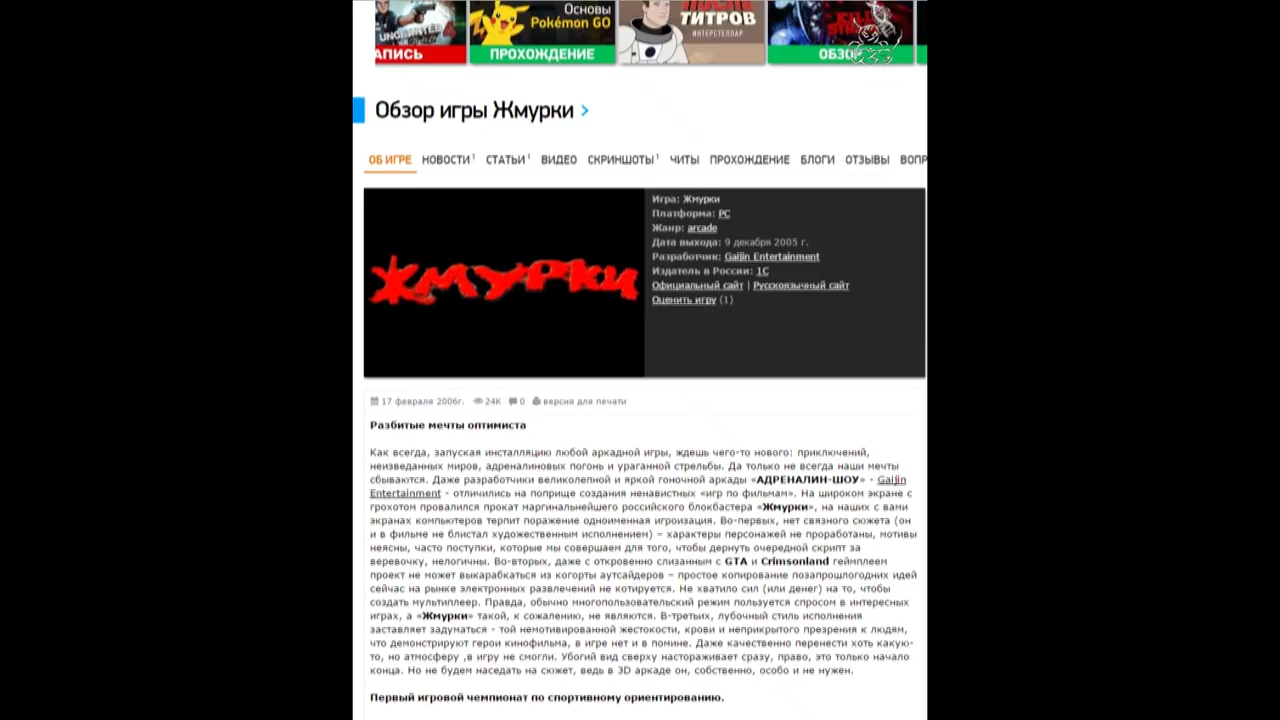 UNCHARTED 4
АПИСЬ
Основы
Pokémon GO
ПРОХОЖДЕНИЕ
ПОСЛЕ
ТИТРОВ
ИНТЕРСТЕЛЛАР
KILL
ОБЗОР
Обзор игры Жмурки >
ОБ ИГРЕ НОВОСТИ 1 СТАТЬИ 1 ВИДЕО СКРИНШОТЫ 1 ЧИТЫ ПРОХОЖДЕНИЕ БЛОГИ ОТЗЫВЫ ВОПР
ЖМУРКИ
Игра: Жмурки
Платформа: PC
Жанр: arcade
Дата выхода: 9 декабря 2005 г.
Разработчик: Gaijin Entertainment
Издатель в России: 1С
Официальный сайт | Русскоязычный сайт
Оценить игру (1)
17 февраля 2006г. 24K 0 версия для печати
Разбитые мечты оптимиста
Как всегда, запуская инсталляцию любой аркадной игры, ждешь чего-то нового: приключений,
неизведанных миров, адреналиновых погонь и ураганной стрельбы. Да только не всегда наши мечты
сбываются. Даже разработчики великолепной и яркой гоночной аркады «АДРЕНАЛИН-ШОУ» - Gaijin
Entertainment - отличились на поприще создания ненавистных «игр по фильмам». На широком экране с
грохотом провалился прокат маргинальнейшего российского блокбастера «Жмурки», на наших с вами
экранах компьютеров терпит поражение одноименная игроизация. Во-первых, нет связного сюжета (он
и в фильме не блистал художественным исполнением) – характеры персонажей не проработаны, мотивы
неясны, часто поступки, которые мы совершаем для того, чтобы дернуть очередной скрипт за
веревочку, нелогичны. Во-вторых, даже с откровенно слизанным с GTA и Crimsonland геймплеем
проект не может выкарабкаться из когорты аутсайдеров – простое копирование позапрошлогодних идей
сейчас на рынке электронных развлечений не котируется. Не хватило сил (или денег) на то, чтобы
создать мультиплеер. Правда, обычно многопользовательский режим пользуется спросом в интересных
играх, а «Жмурки» такой, к сожалению, не являются. В-третьих, лубочный стиль исполнения
заставляет задуматься - той немотивированной жестокости, крови и неприкрытого презрения к людям,
что демонстрируют герои кинофильма, в игре нет и в помине. Даже качественно перенести хоть какую-
то, но атмосферу ,в игру не смогли. Убогий вид сверху настораживает сразу, право, это только начало
конца. Но не будем наседать на сюжет, ведь в 3D аркаде он, собственно, особо и не нужен.
Первый игровой чемпионат по спортивному ориентированию.